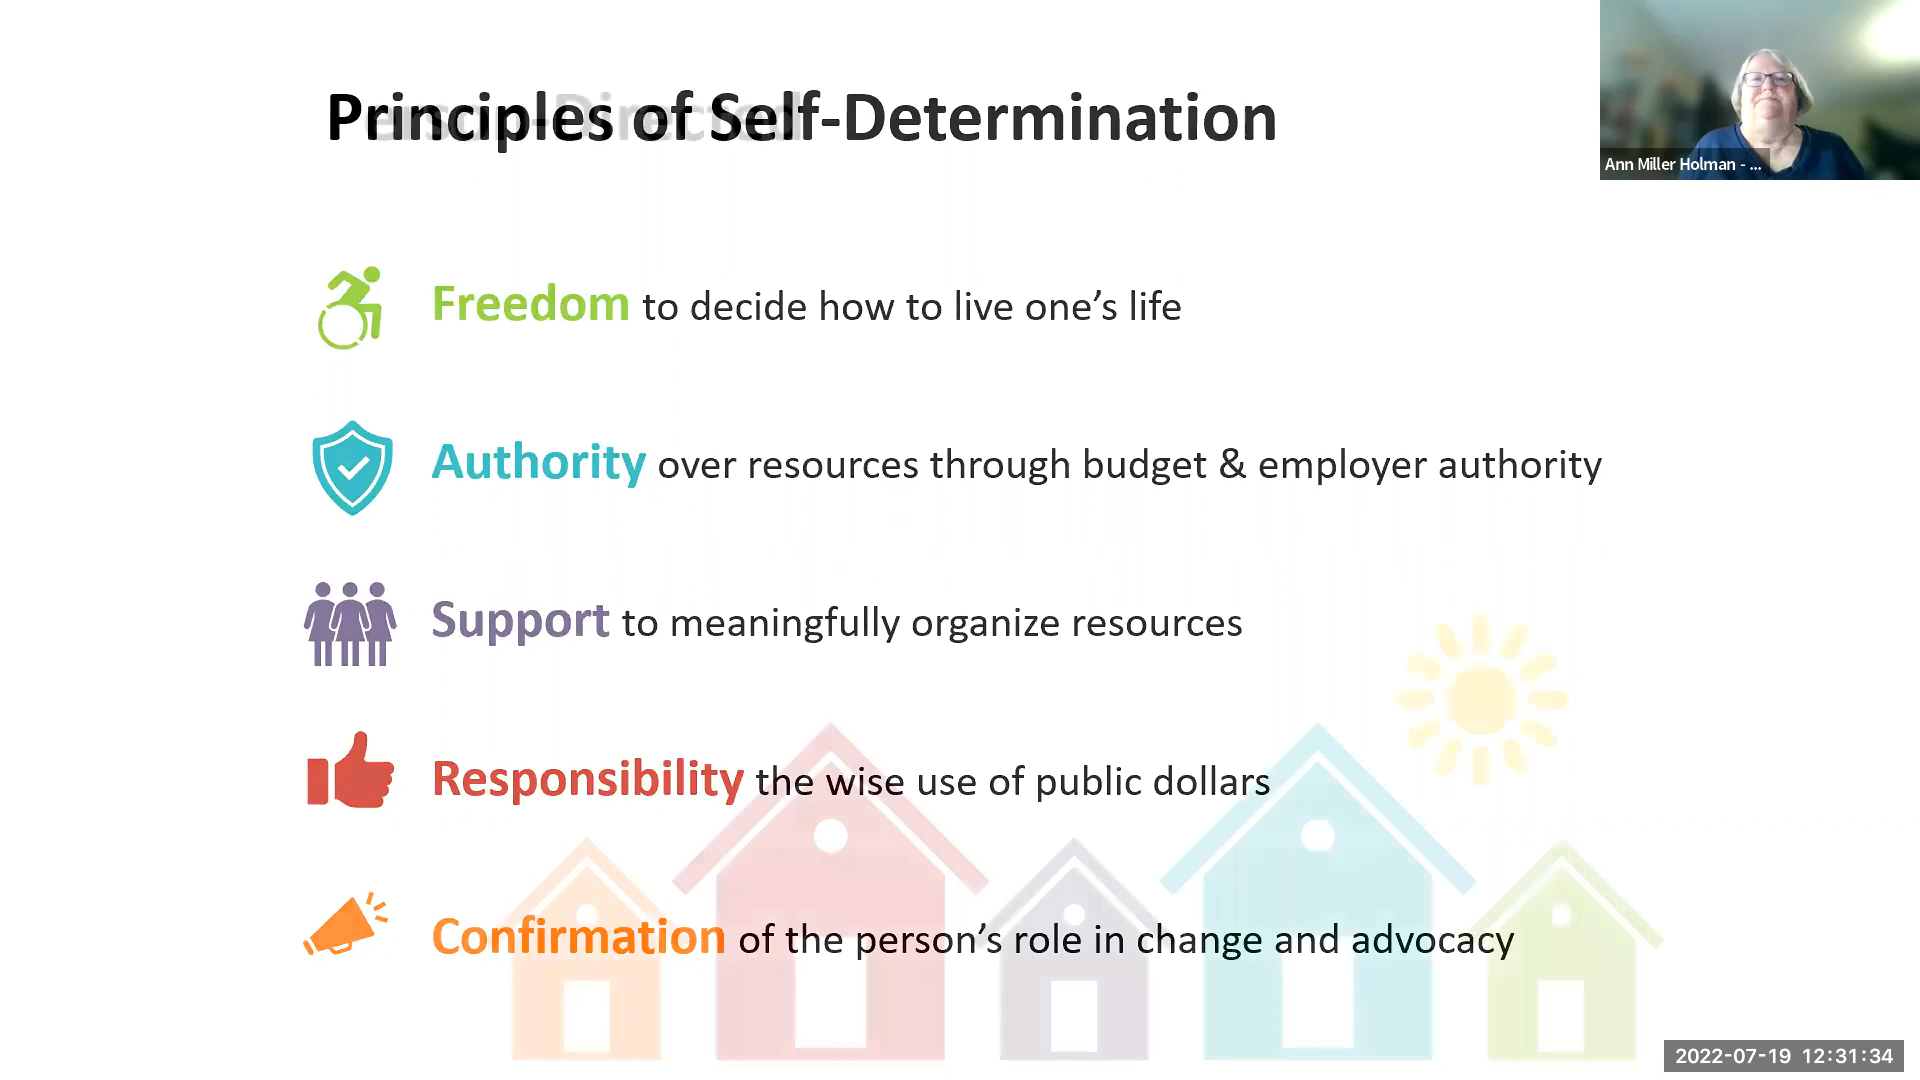 Principles of Self-Determination
Person-Directed
Ann Miller Holman - ...
Freedom to decide how to live one’s life
Authority over resources through budget & employer authority
Support to meaningfully organize resources
Responsibility the wise use of public dollars
Confirmation of the person’s role in change and advocacy
2022-07-19 12:31:34